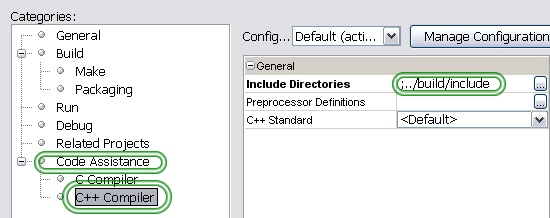 Categories:
General
Build
Make
Packaging
Run
Debug
Related Projects
Code Assistance
C Compiler
C++ Compiler
Config... Default (acti... Manage Configuration
General
Include Directories ;../build/include ...
Preprocessor Definitions ...
C++ Standard <Default>